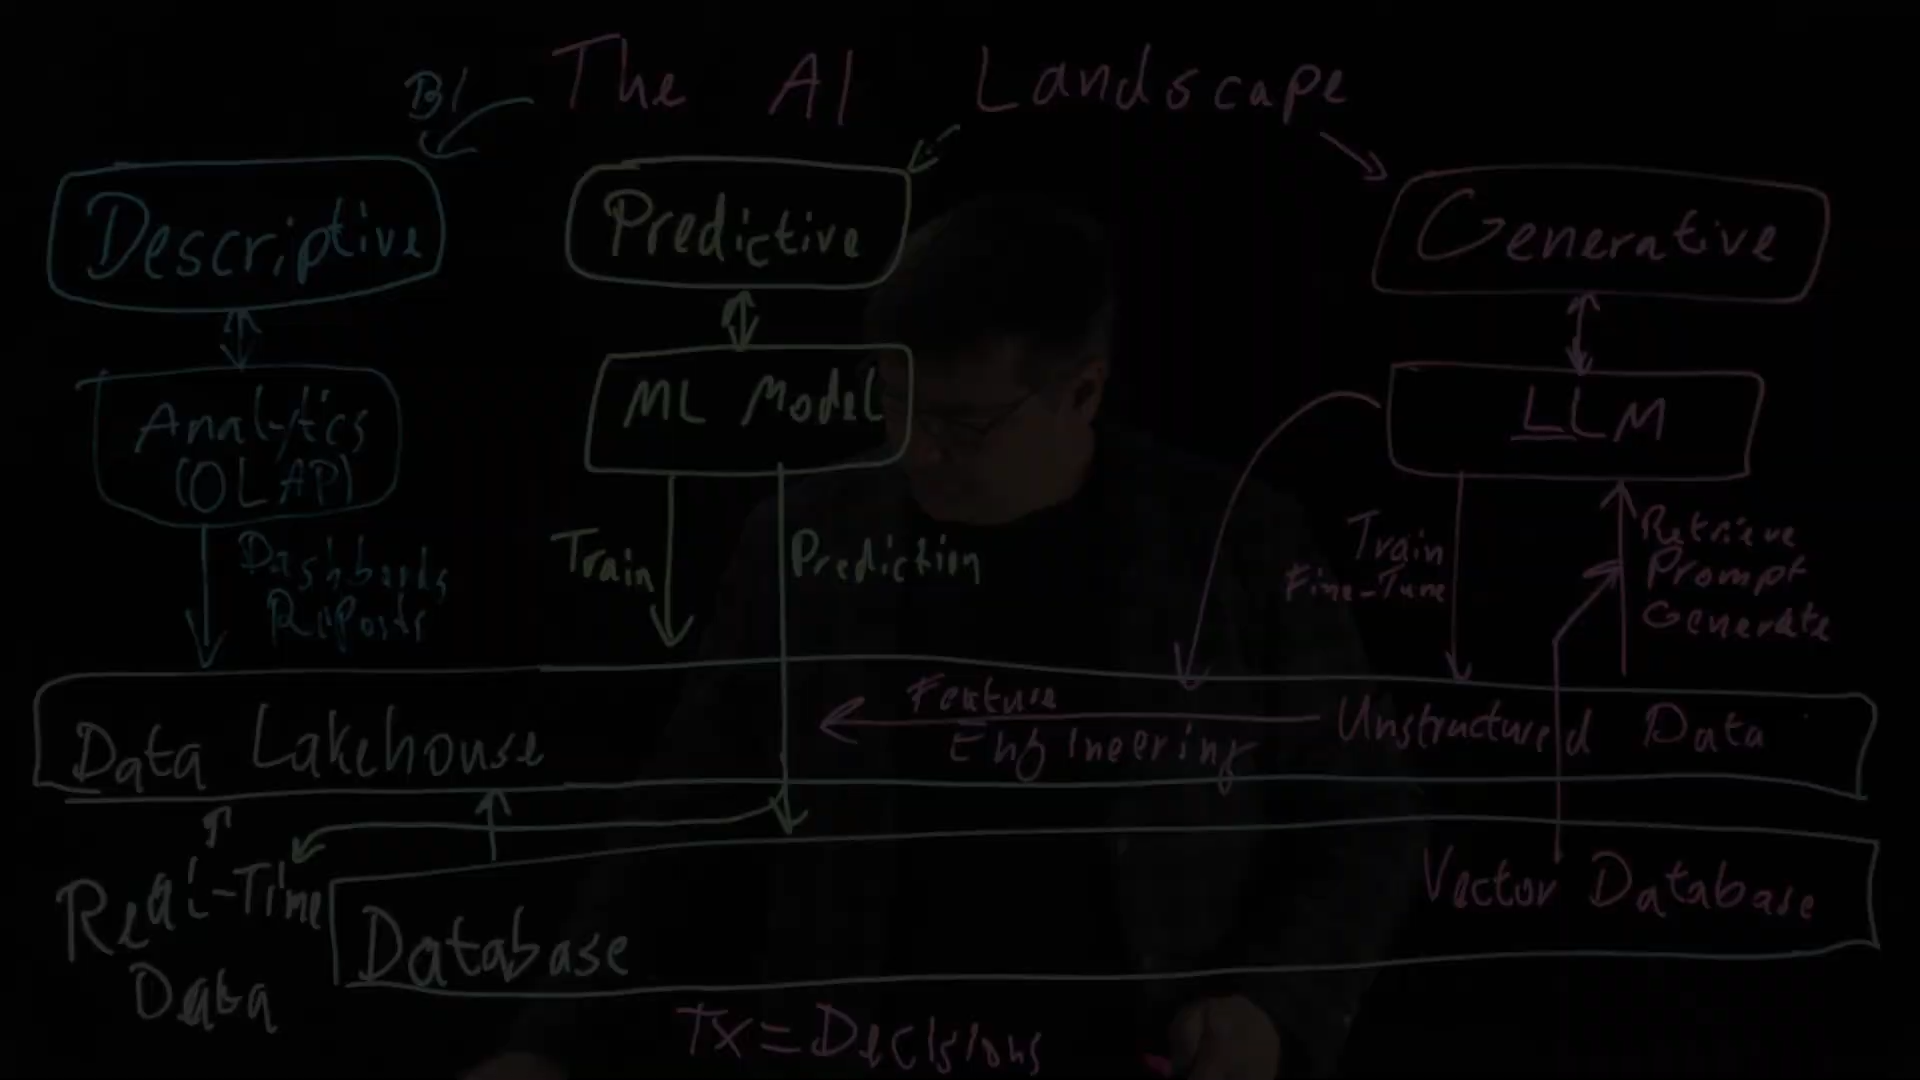 The AI Landscape
BI
Descriptive
Predictive
Generative
Analytics
(OLAP)
ML Model
LLM
Dashboards
Reports
Train
Prediction
Train
Fine-Tune
Retrieve
Prompt
Generate
Data Lakehouse
Feature
Engineering
Unstructured Data
Real-Time
Data
Database
Vector Database
TX=Decisions